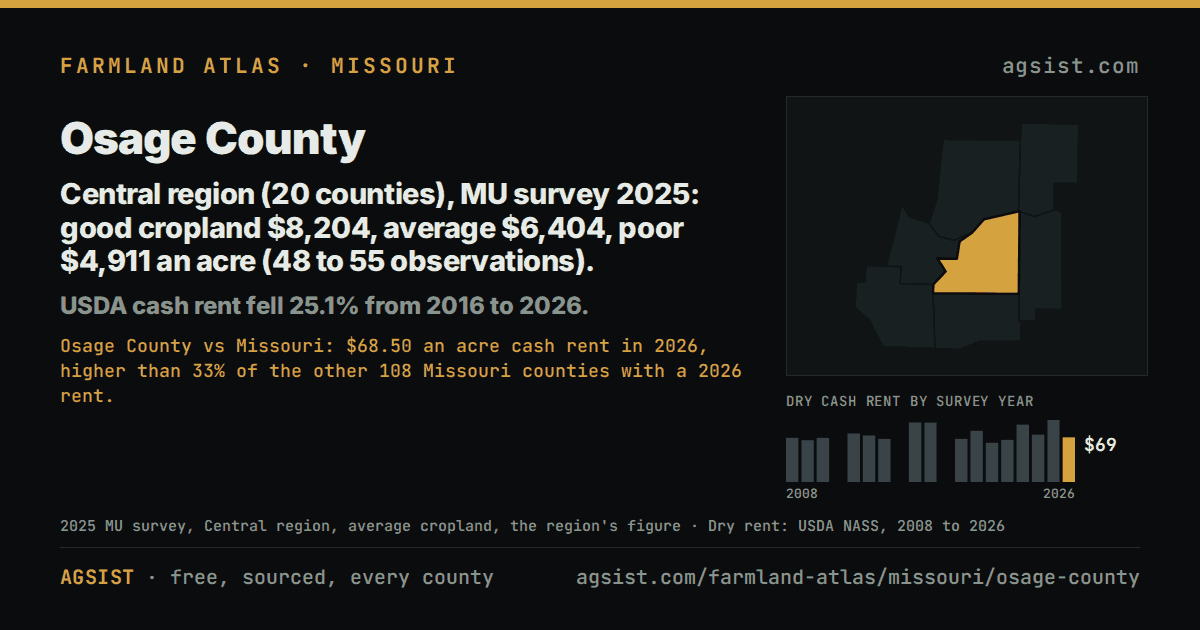 FARMLAND ATLAS · MISSOURI
agsist.com
Osage County
Central region (20 counties), MU survey 2025:
good cropland $8,204, average $6,404, poor
$4,911 an acre (48 to 55 observations).
USDA cash rent fell 25.1% from 2016 to 2026.
Osage County vs Missouri: $68.50 an acre cash rent in 2026,
higher than 33% of the other 108 Missouri counties with a 2026
rent.
DRY CASH RENT BY SURVEY YEAR
$69
2008
2026
2025 MU survey, Central region, average cropland, the region's figure · Dry rent: USDA NASS, 2008 to 2026
AGSIST · free, sourced, every county
agsist.com/farmland-atlas/missouri/osage-county